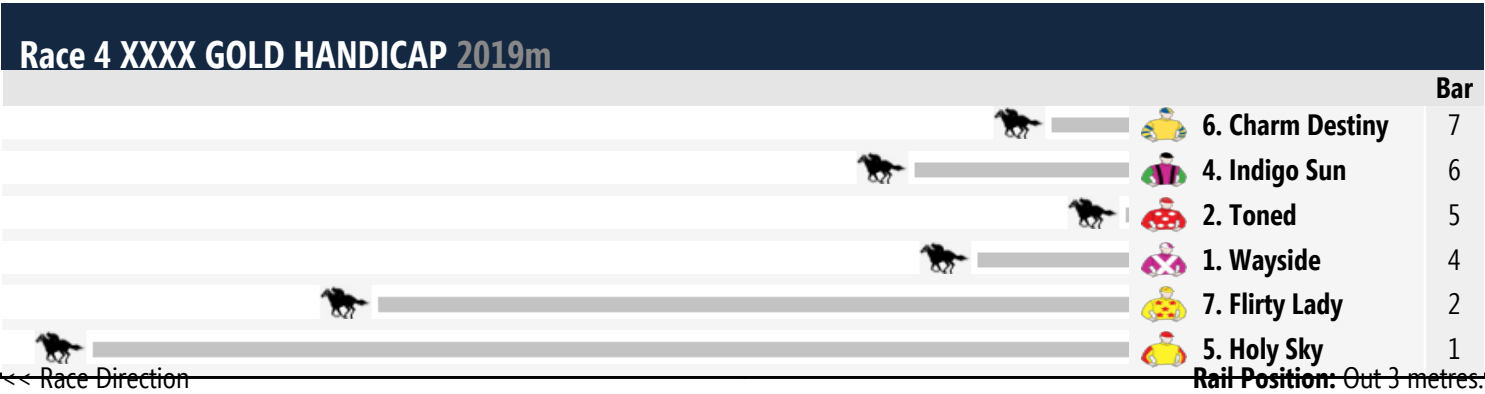 Race 4 XXXX GOLD HANDICAP 2019m
Bar
6. Charm Destiny 7
4. Indigo Sun 6
2. Toned 5
1. Wayside 4
7. Flirty Lady 2
5. Holy Sky 1
<< Race Direction Rail Position: Out 3 metres.